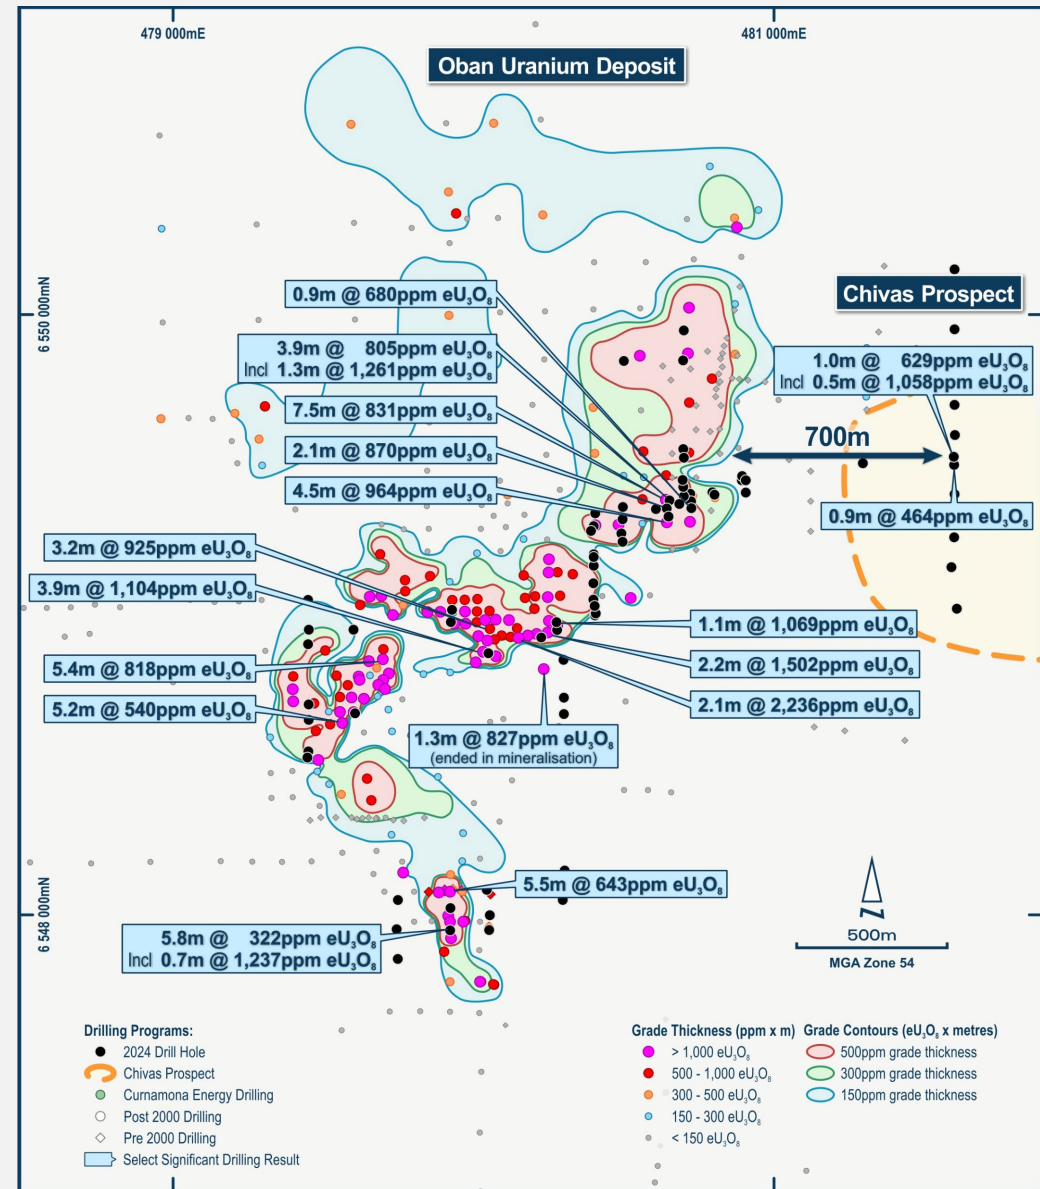 479 000mE
481 000mE
Oban Uranium Deposit
6 550 000mN
Chivas Prospect
0.9m @ 680ppm eU₃O₈
3.9m @ 805ppm eU₃O₈
Incl 1.3m @ 1,261ppm eU₃O₈
1.0m @ 629ppm eU₃O₈
Incl 0.5m @ 1,058ppm eU₃O₈
7.5m @ 831ppm eU₃O₈
700m
2.1m @ 870ppm eU₃O₈
4.5m @ 964ppm eU₃O₈
0.9m @ 464ppm eU₃O₈
3.2m @ 925ppm eU₃O₈
3.9m @ 1,104ppm eU₃O₈
1.1m @ 1,069ppm eU₃O₈
5.4m @ 818ppm eU₃O₈
2.2m @ 1,502ppm eU₃O₈
5.2m @ 540ppm eU₃O₈
2.1m @ 2,236ppm eU₃O₈
1.3m @ 827ppm eU₃O₈
(ended in mineralisation)
6 548 000mN
5.5m @ 643ppm eU₃O₈
5.8m @ 322ppm eU₃O₈
Incl 0.7m @ 1,237ppm eU₃O₈
N
500m
MGA Zone 54
Drilling Programs:
2024 Drill Hole
Chivas Prospect
Curnamona Energy Drilling
Post 2000 Drilling
Pre 2000 Drilling
Select Significant Drilling Result
Grade Thickness (ppm x m)
> 1,000 eU₃O₈
500 - 1,000 eU₃O₈
300 - 500 eU₃O₈
150 - 300 eU₃O₈
< 150 eU₃O₈
Grade Contours (eU₃O₈ x metres)
500ppm grade thickness
300ppm grade thickness
150ppm grade thickness